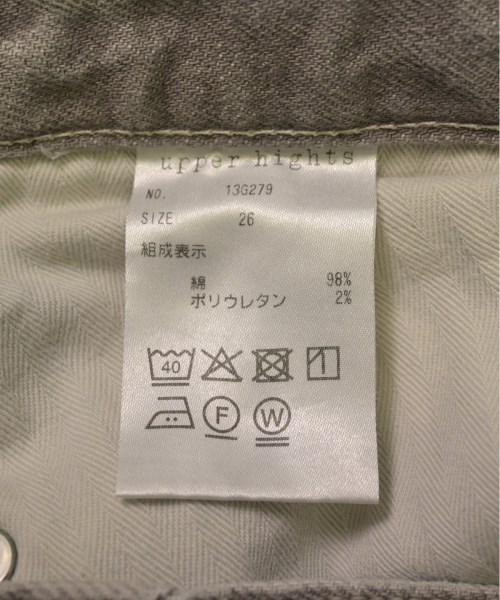 upper hights
NO. 13G279
SIZE 26
組成表示
綿 98%
ポリウレタン 2%
40
F W